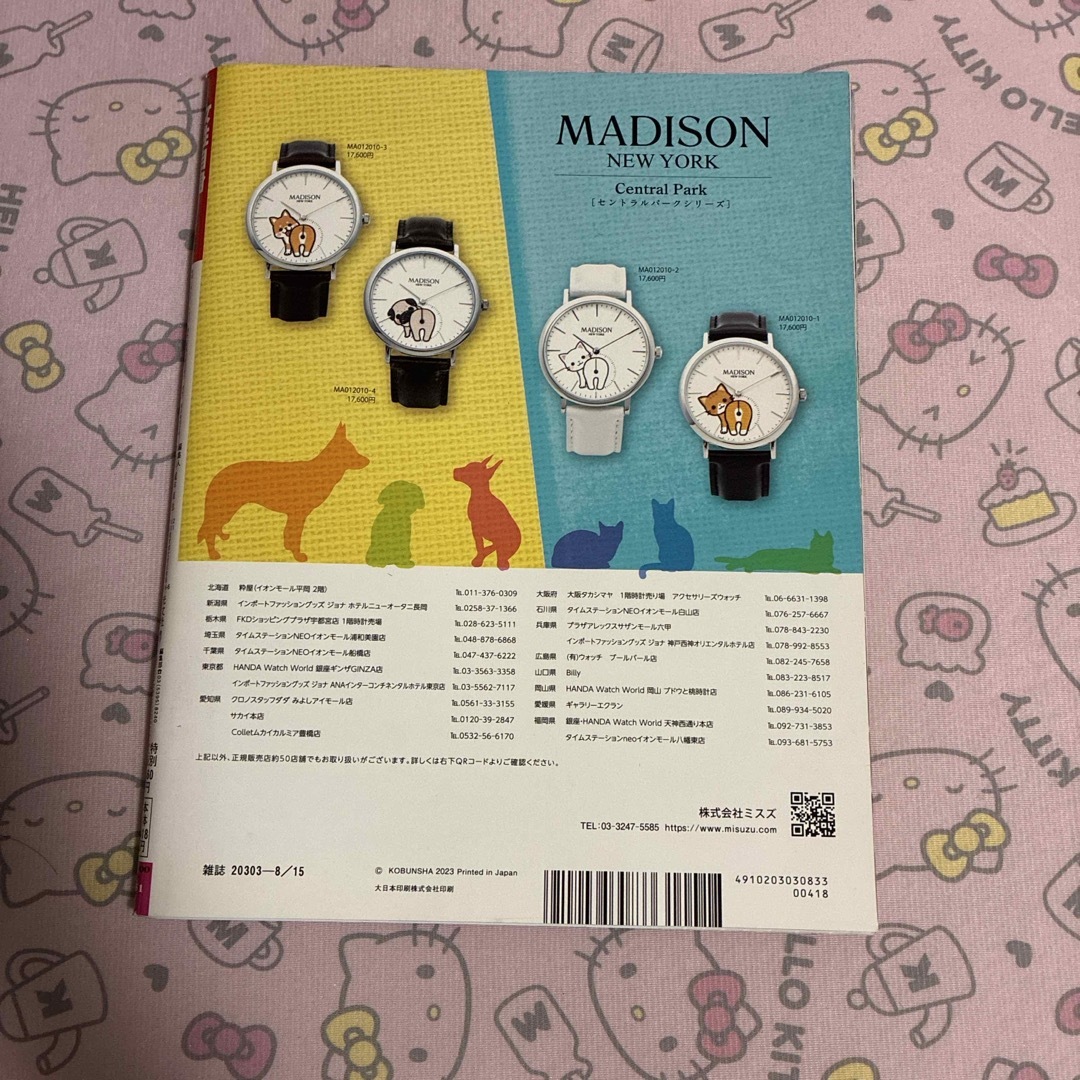 MADISON
NEW YORK
Central Park
[セントラルパークシリーズ]
MA012010-3
17,600円
MADISON
NEW YORK
MADISON
NEW YORK
MA012010-4
17,600円
MA012010-2
17,600円
MADISON
NEW YORK
MA012010-1
17,600円
MADISON
NEW YORK
北海道 粋屋(イオンモール平岡 2階) ℡.011-376-0309
新潟県 インポートファッショングッズ ジョナ ホテルニューオータニ長岡 ℡.0258-37-1366
栃木県 FKDショッピングプラザ宇都宮店 1階時計売場 ℡.028-623-5111
埼玉県 タイムステーションNEOイオンモール浦和美園店 ℡.048-878-6868
千葉県 タイムステーションNEOイオンモール船橋店 ℡.047-437-6222
東京都 HANDA Watch World 銀座ギンザGINZA店 ℡.03-3563-3358
インポートファッショングッズ ジョナ ANAインターコンチネンタルホテル東京店 ℡.03-5562-7117
愛知県 クロノスタッフダダ みよしアイモール店 ℡.0561-33-3155
サカイ本店 ℡.0120-39-2847
Colletムカイカルミア豊橋店 ℡.0532-56-6170
大阪府 大阪タカシマヤ 1階時計売り場 アクセサリーズウォッチ ℡.06-6631-1398
石川県 タイムステーションNEOイオンモール白山店 ℡.076-257-6667
兵庫県 プラザアレックスサザンモール六甲 ℡.078-843-2230
インポートファッショングッズ ジョナ 神戸西神オリエンタルホテル店 ℡.078-992-8553
広島県 (有)ウォッチ プールバール店 ℡.082-245-7658
山口県 Billy ℡.083-223-8517
岡山県 HANDA Watch World 岡山 ブドウと桃時計店 ℡.086-231-6105
愛媛県 ギャラリーエクラン ℡.089-934-5020
福岡県 銀座・HANDA Watch World 天神西通り本店 ℡.092-731-3853
タイムステーションneoイオンモール八幡東店 ℡.093-681-5753
上記以外、正規販売店約50店舗でもお取り扱いがございます。詳しくは右下QRコードよりご確認ください。
株式会社ミスズ
TEL:03-3247-5585 https://www.misuzu.com
雑誌 20303―8/15
© KOBUNSHA 2023 Printed in Japan
大日本印刷株式会社印刷
4910203030833
00418
HELLO KITTY
HELLO KITTY
HELLO KITTY